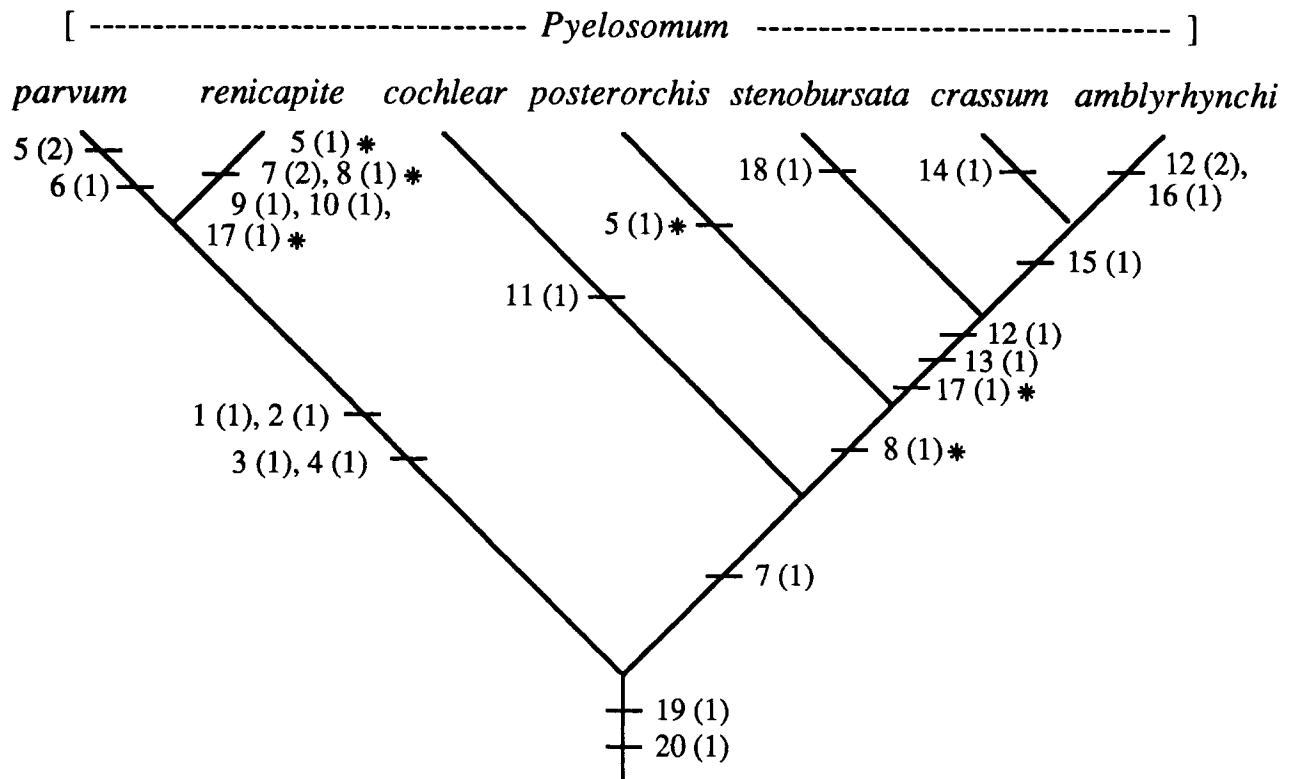 [ ---------------------------- Pyelosomum --------------------------- ]
parvum renicapite cochlear posterorchis stenobursata crassum amblyrhynchi
5 (2)
6 (1)
5 (1) *
7 (2), 8 (1) *
9 (1), 10 (1),
17 (1) *
11 (1)
5 (1) *
18 (1)
14 (1)
12 (2),
16 (1)
15 (1)
12 (1)
13 (1)
17 (1) *
8 (1) *
1 (1), 2 (1)
3 (1), 4 (1)
7 (1)
19 (1)
20 (1)